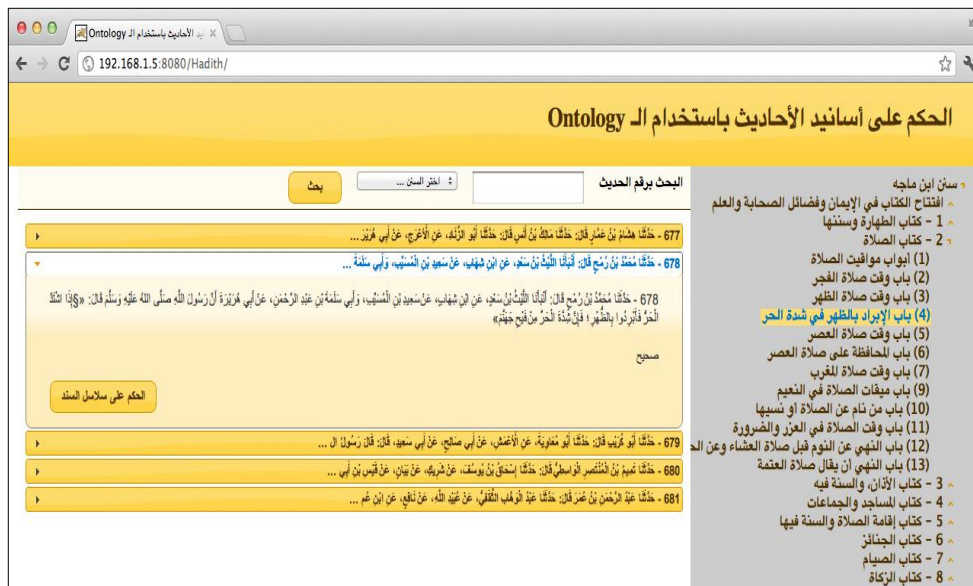 نيد الأحاديث باستخدام الـ Ontology
192.168.1.5:8080/Hadith/
الحكم على أسانيد الأحاديث باستخدام الـ Ontology
سنن ابن ماجه
افتتاح الكتاب في الإيمان وفضائل الصحابة والعلم
1 - كتاب الطهارة وسننها
2 - كتاب الصلاة
(1) أبواب مواقيت الصلاة
(2) باب وقت صلاة الفجر
(3) باب وقت صلاة الظهر
(4) باب الإبراد بالظهر في شدة الحر
(5) باب وقت صلاة العصر
(6) باب المحافظة على صلاة العصر
(7) باب وقت صلاة المغرب
(9) باب ميقات الصلاة في الغيم
(10) باب من نام عن الصلاة او نسيها
(11) باب وقت الصلاة في العزر والضرورة
(12) باب النهي عن النوم قبل صلاة العشاء وعن الحد
(13) باب النهي أن يقال صلاة العتمة
3 - كتاب الأذان، والسنة فيه
4 - كتاب المساجد والجماعات
5 - كتاب إقامة الصلاة والسنة فيها
6 - كتاب الجنائز
7 - كتاب الصيام
8 - كتاب الزكاة
البحث برقم الحديث
اختر السنن ...
بحث
677 - حَدَّثَنَا هِشَامُ بْنُ عَمَّارٍ قَالَ: حَدَّثَنَا مَالِكُ بْنُ أَنَسٍ قَالَ: حَدَّثَنَا أَبُو الزِّنَادِ، عَنِ الْأَعْرَجِ، عَنْ أَبِي هُرَيْرَ ...
678 - حَدَّثَنَا مُحَمَّدُ بْنُ رُمْحٍ قَالَ: أَنْبَأَنَا اللَّيْثُ بْنُ سَعْدٍ، عَنِ ابْنِ شِهَابٍ، عَنْ سَعِيدِ بْنِ الْمُسَيَّبِ، وَأَبِي سَلَمَةَ ...
678 - حَدَّثَنَا مُحَمَّدُ بْنُ رُمْحٍ قَالَ: أَنْبَأَنَا اللَّيْثُ بْنُ سَعْدٍ، عَنِ ابْنِ شِهَابٍ، عَنْ سَعِيدِ بْنِ الْمُسَيَّبِ، وَأَبِي سَلَمَةَ بْنِ عَبْدِ الرَّحْمَنِ، عَنْ أَبِي هُرَيْرَةَ أَنَّ رَسُولَ اللَّهِ صَلَّى اللهُ عَلَيْهِ وَسَلَّمَ قَالَ: «§إِذَا اشْتَدَّ
الْحَرُّ فَأَبْرِدُوا بِالظُّهْرِ؛ فَإِنَّ شِدَّةَ الْحَرِّ مِنْ فَيْحِ جَهَنَّمَ»
صحيح
الحكم على سلاسل السند
679 - حَدَّثَنَا أَبُو كُرَيْبٍ قَالَ: حَدَّثَنَا أَبُو مُعَاوِيَةَ، عَنِ الْأَعْمَشِ، عَنْ أَبِي صَالِحٍ، عَنْ أَبِي سَعِيدٍ، قَالَ: قَالَ رَسُولُ ال ...
680 - حَدَّثَنَا تَمِيمُ بْنُ الْمُنْتَصِرِ الْوَاسِطِيُّ قَالَ: حَدَّثَنَا إِسْحَاقُ بْنُ يُوسُفَ، عَنْ شَرِيكٍ، عَنْ بَيَانٍ، عَنْ قَيْسِ بْنِ أَبِي ...
681 - حَدَّثَنَا عَبْدُ الرَّحْمَنِ بْنُ عُمَرَ قَالَ: حَدَّثَنَا عَبْدُ الْوَهَّابِ الثَّقَفِيُّ، عَنْ عُبَيْدِ اللَّهِ، عَنْ نَافِعٍ، عَنِ ابْنِ عُم ...